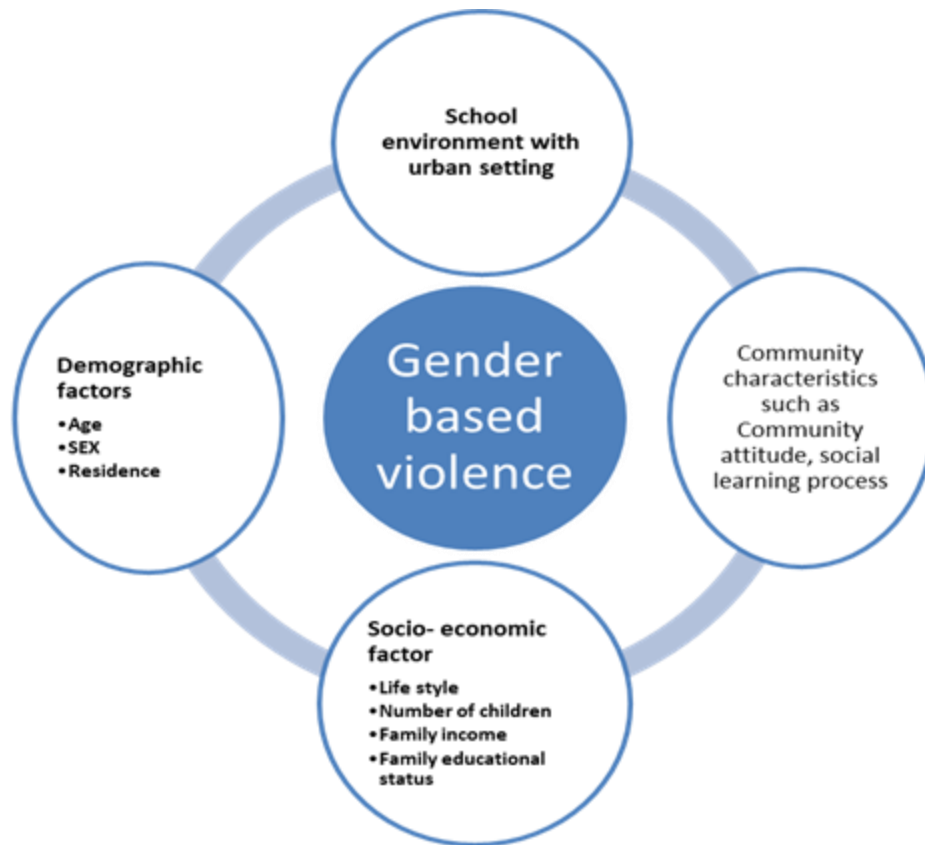 School
environment with
urban setting
Demographic
factors
•Age
•SEX
•Residence
Gender
based
violence
Community
characteristics
such as
Community
attitude, social
learning process
Socio- economic
factor
•Life style
•Number of children
•Family income
•Family educational
status